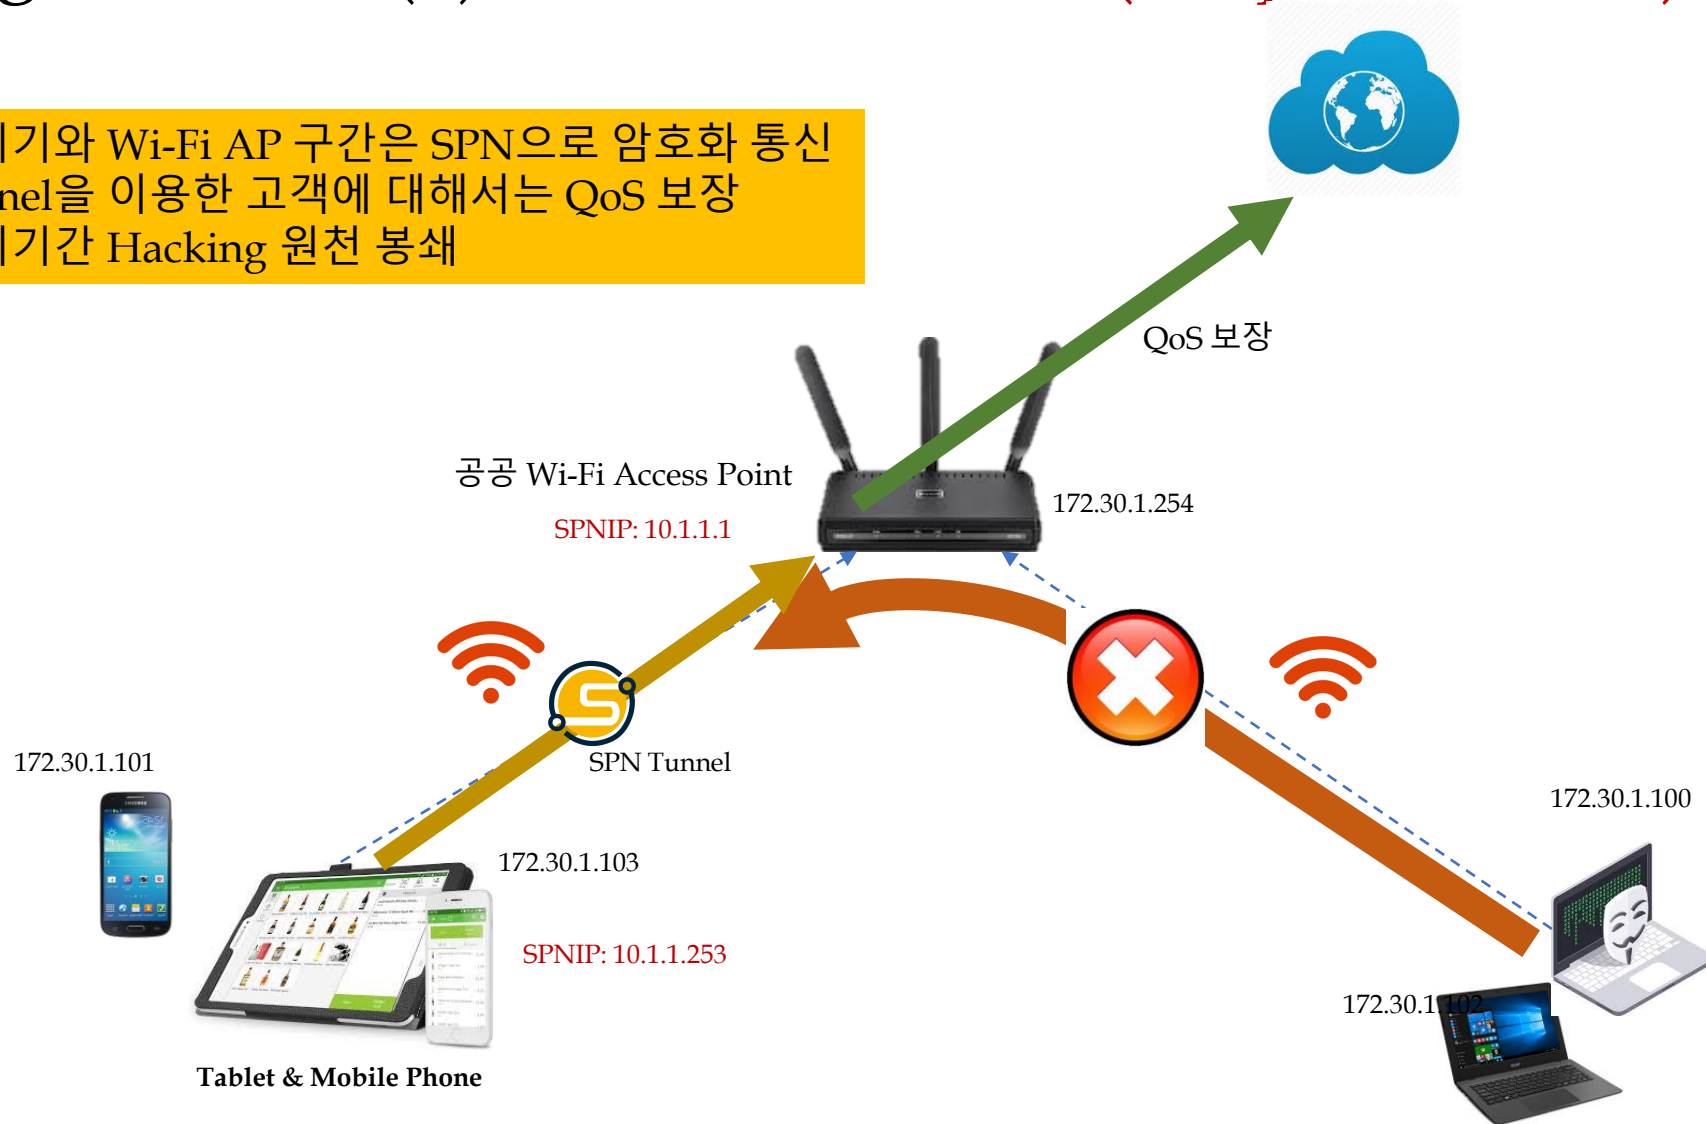 기와 Wi-Fi AP 구간은 SPN으로 암호화 통신
nel을 이용한 고객에 대해서는 QoS 보장
기간 Hacking 원천 봉쇄
QoS 보장
공공 Wi-Fi Access Point
172.30.1.254
SPNIP: 10.1.1.1
SPN Tunnel
172.30.1.101
172.30.1.100
172.30.1.103
SPNIP: 10.1.1.253
172.30.1.102
Tablet & Mobile Phone